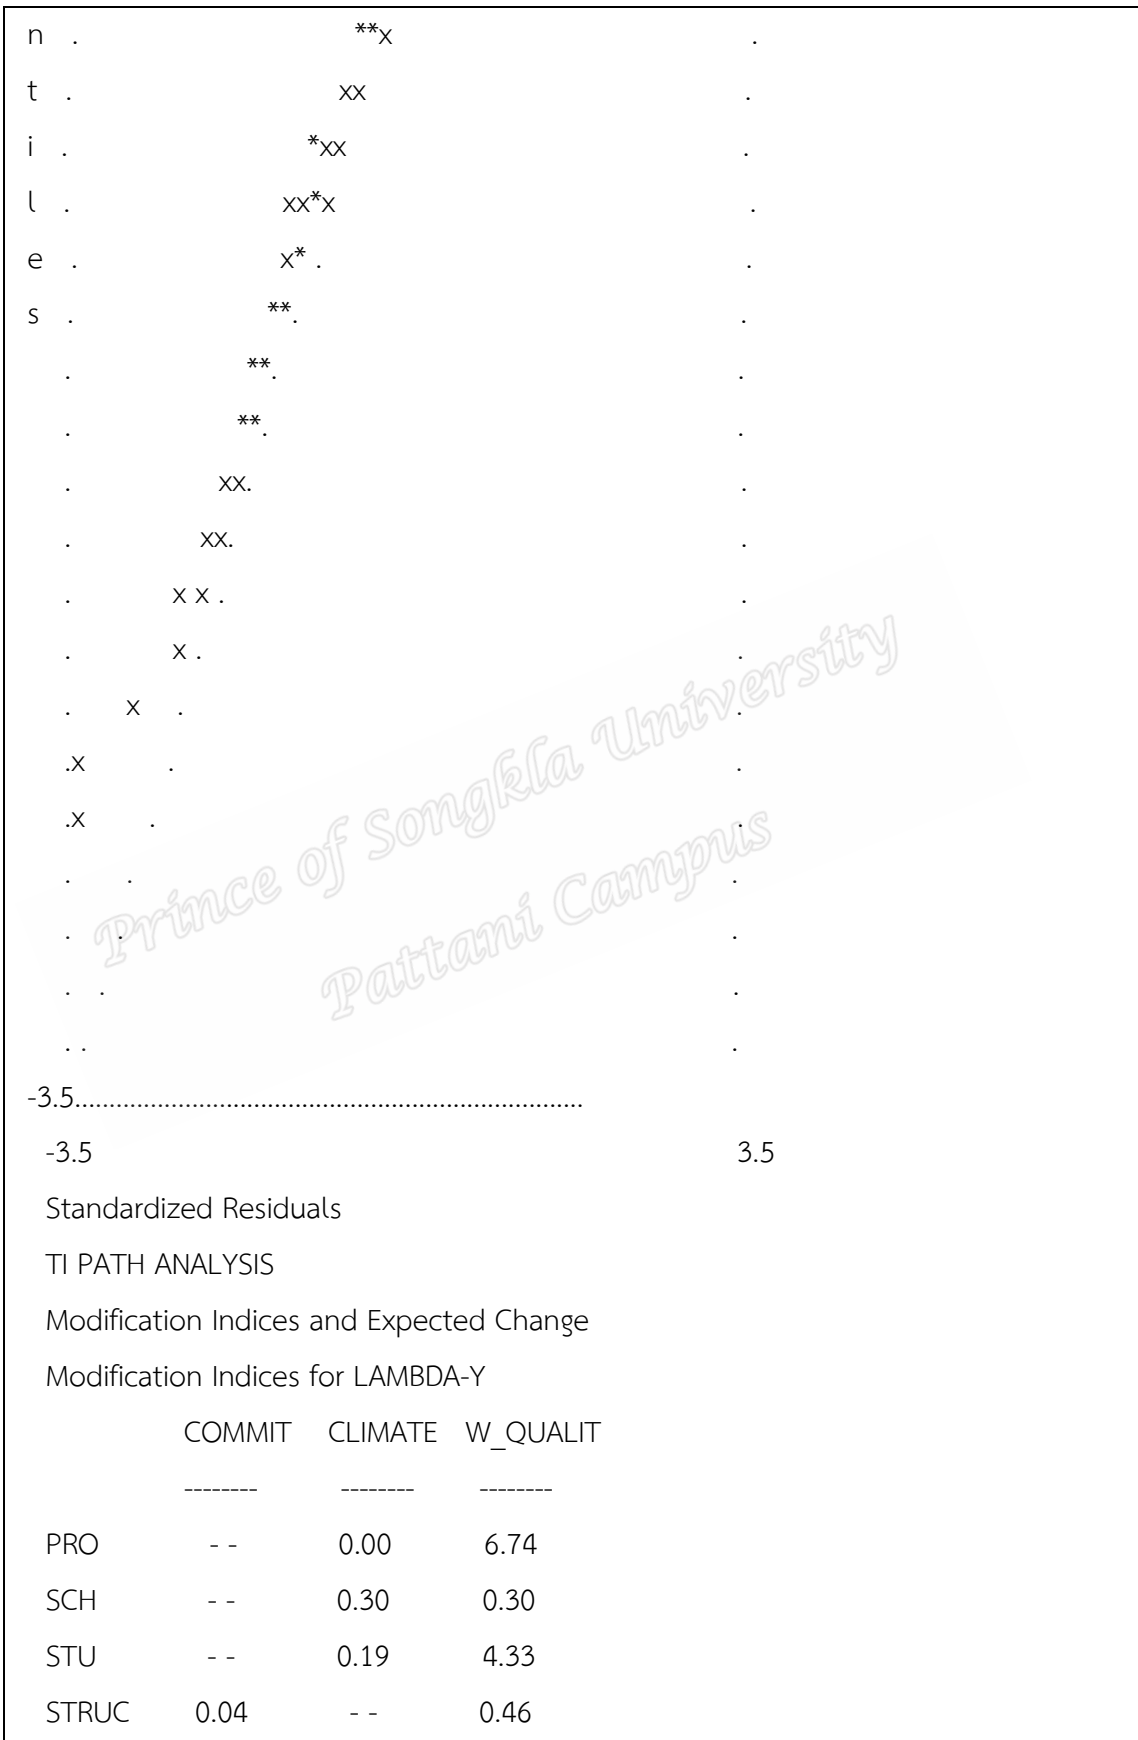 n . **x .
t . xx .
i . *xx .
l . xx*x .
e . x* . .
s . **. .
. **. .
. **. .
. xx. .
. xx. .
. x x . .
. x . .
. x . .
.x . .
.x . .
. . .
. . .
. . .
. . .
-3.5..........................................................................
-3.5 3.5
Standardized Residuals
TI PATH ANALYSIS
Modification Indices and Expected Change
Modification Indices for LAMBDA-Y
COMMIT CLIMATE W_QUALIT
-------- -------- --------
PRO - - 0.00 6.74
SCH - - 0.30 0.30
STU - - 0.19 4.33
STRUC 0.04 - - 0.46
Prince of Songkla University
Pattani Campus